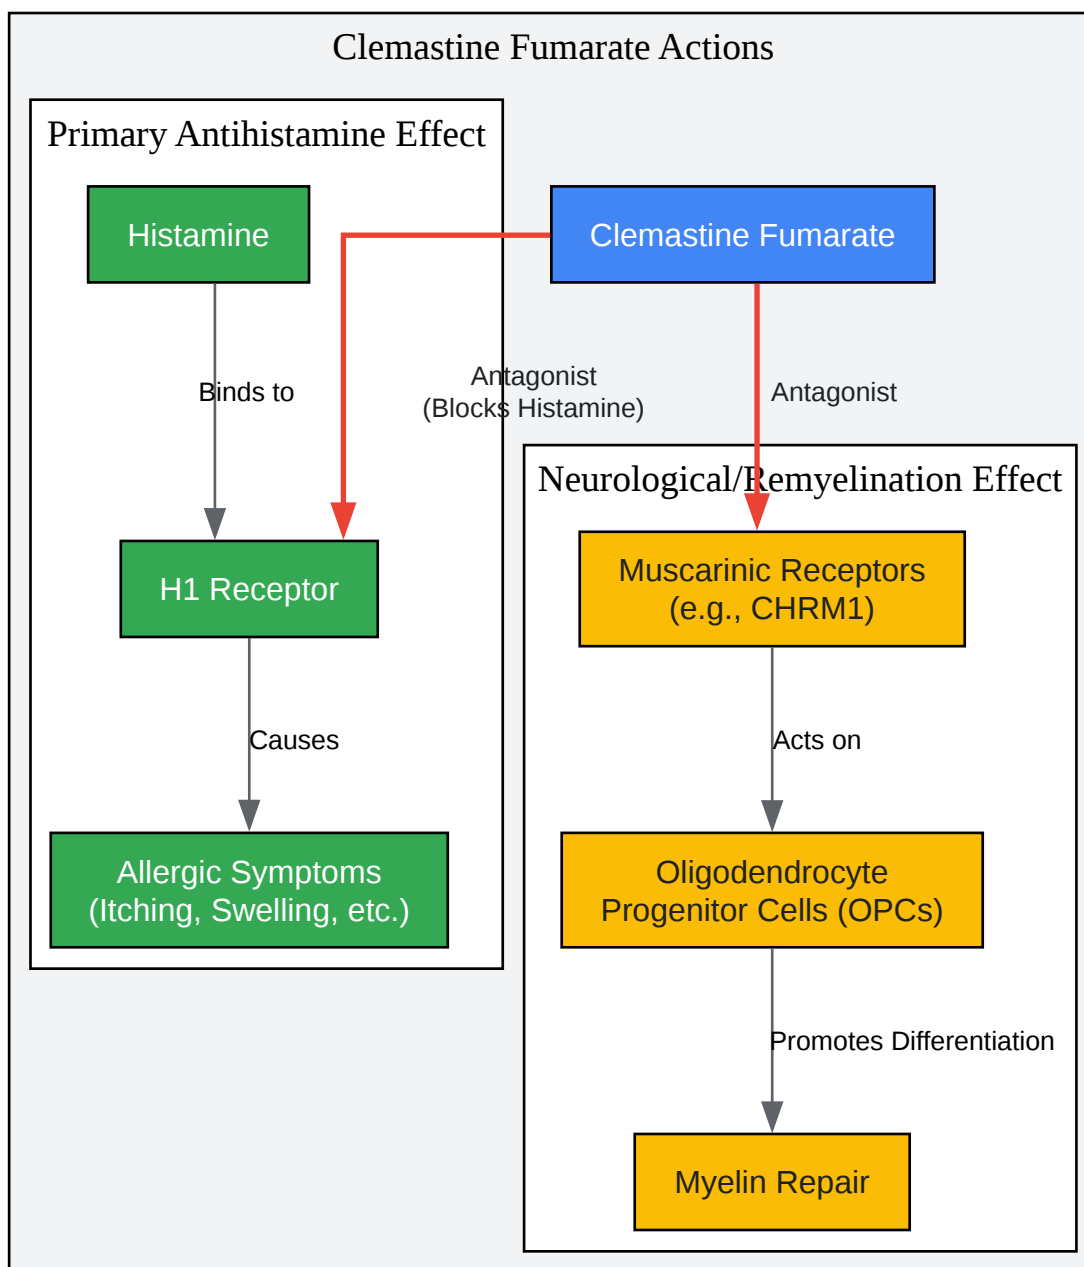 Clemastine Fumarate Actions
Primary Antihistamine Effect
Histamine
Clemastine Fumarate
Binds to
Antagonist
(Blocks Histamine)
Antagonist
Neurological/Remyelination Effect
H1 Receptor
Muscarinic Receptors
(e.g., CHRM1)
Causes
Acts on
Allergic Symptoms
(Itching, Swelling, etc.)
Oligodendrocyte
Progenitor Cells (OPCs)
Promotes Differentiation
Myelin Repair